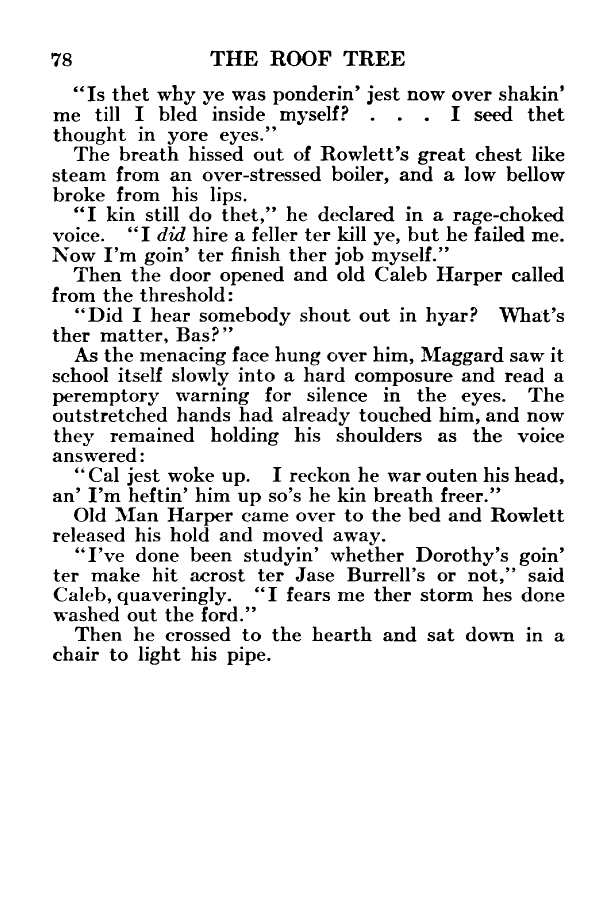 78 THE ROOF TREE
“Is thet why ye was ponderin’ jest now over shakin’
me till I bled inside myself? . . . I seed thet
thought in yore eyes.”
The breath hissed out of Rowlett’s great chest like
steam from an over-stressed boiler, and a low bellow
broke from his lips.
“I kin still do thet,” he declared in a rage-choked
voice. “I did hire a feller ter kill ye, but he failed me.
Now I’m goin’ ter finish ther job myself.”
Then the door opened and old Caleb Harper called
from the threshold:
“Did I hear somebody shout out in hyar? What’s
ther matter, Bas?”
As the menacing face hung over him, Maggard saw it
school itself slowly into a hard composure and read a
peremptory warning for silence in the eyes. The
outstretched hands had already touched him, and now
they remained holding his shoulders as the voice
answered:
“Cal jest woke up. I reckon he war outen his head,
an’ I’m heftin’ him up so’s he kin breath freer.”
Old Man Harper came over to the bed and Rowlett
released his hold and moved away.
“I’ve done been studyin’ whether Dorothy’s goin’
ter make hit acrost ter Jase Burrell’s or not,” said
Caleb, quaveringly. “I fears me ther storm hes done
washed out the ford.”
Then he crossed to the hearth and sat down in a
chair to light his pipe.